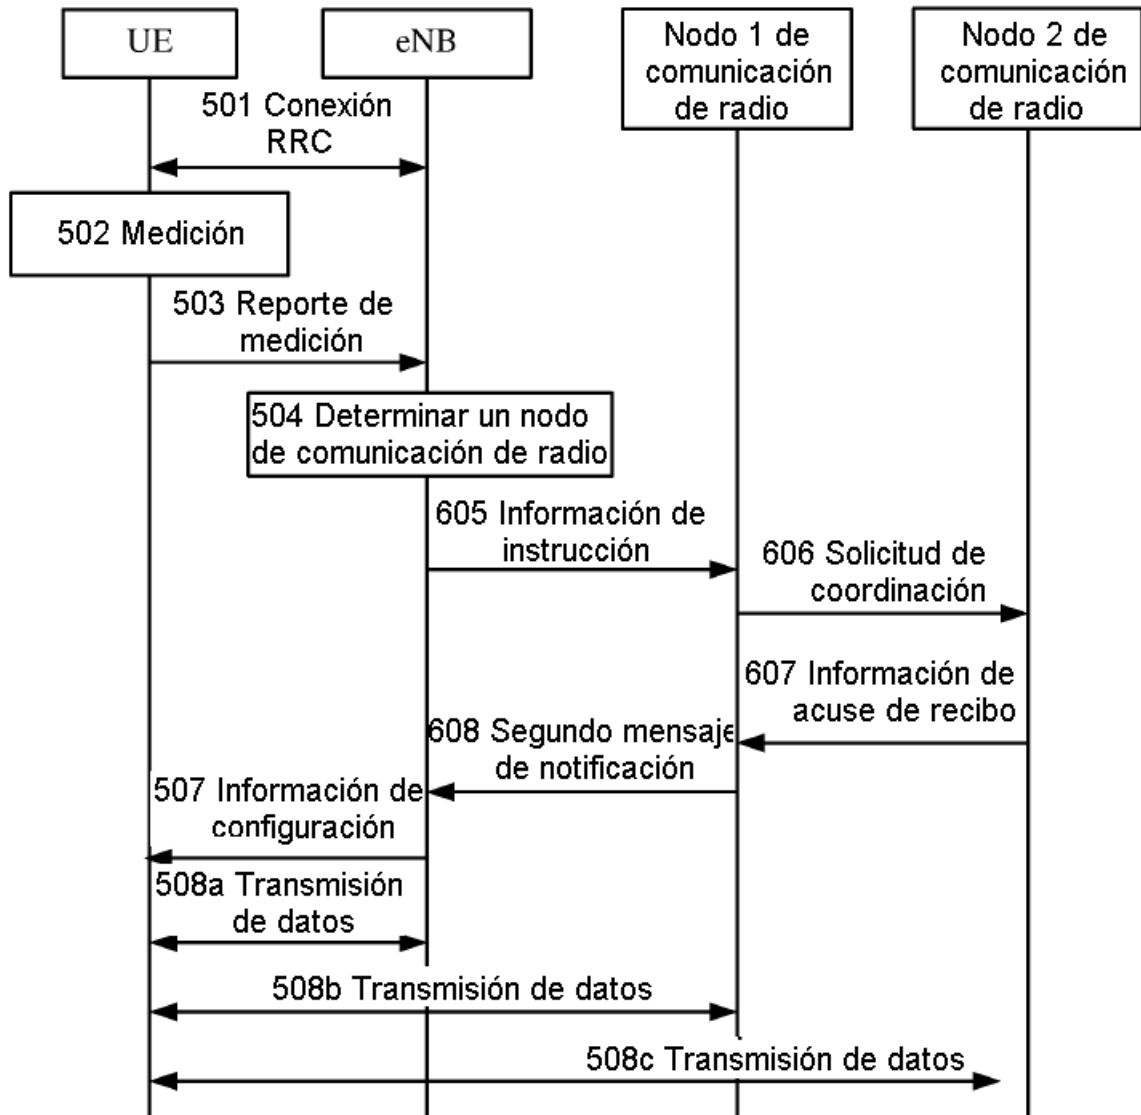 UE
eNB
Nodo 1 de
comunicación
de radio
Nodo 2 de
comunicación
de radio
501 Conexión
RRC
502 Medición
503 Reporte de
medición
504 Determinar un nodo
de comunicación de radio
605 Información de
instrucción
606 Solicitud de
coordinación
607 Información de
acuse de recibo
608 Segundo mensaje
de notificación
507 Información de
configuración
508a Transmisión
de datos
508b Transmisión de datos
508c Transmisión de datos